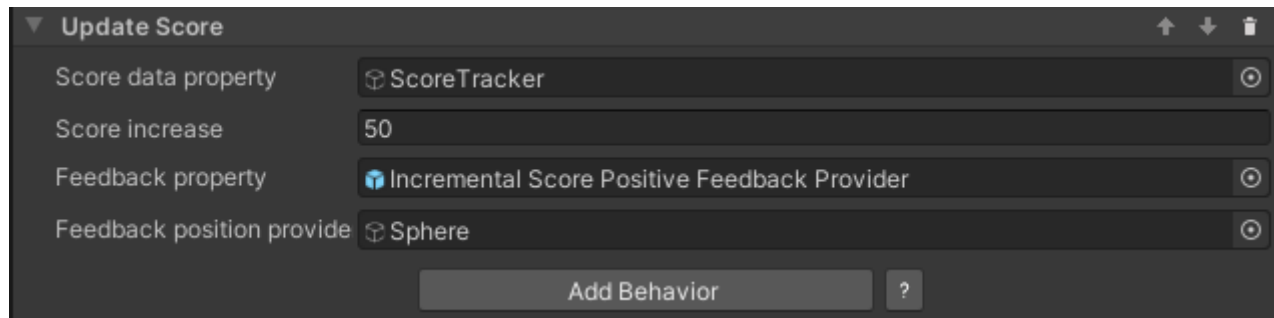 Update Score
Score data property ScoreTracker
Score increase 50
Feedback property Incremental Score Positive Feedback Provider
Feedback position provide Sphere
Add Behavior ?